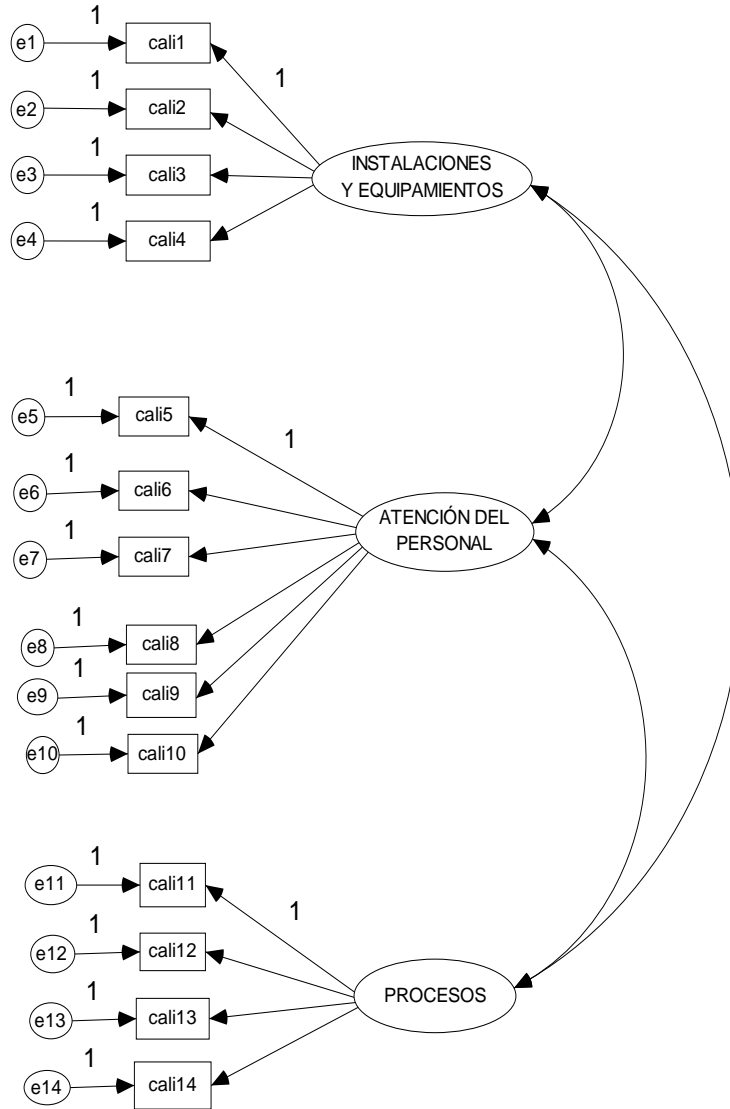 1
e1
cali1
1
1
e2
cali2
1
e3
cali3
INSTALACIONES
Y EQUIPAMIENTOS
1
e4
cali4
1
e5
cali5
1
1
e6
cali6
1
e7
cali7
ATENCIÓN DEL
PERSONAL
1
e8
cali8
1
e9
cali9
1
e10
cali10
1
e11
cali11
1
1
e12
cali12
1
e13
cali13
PROCESOS
1
e14
cali14